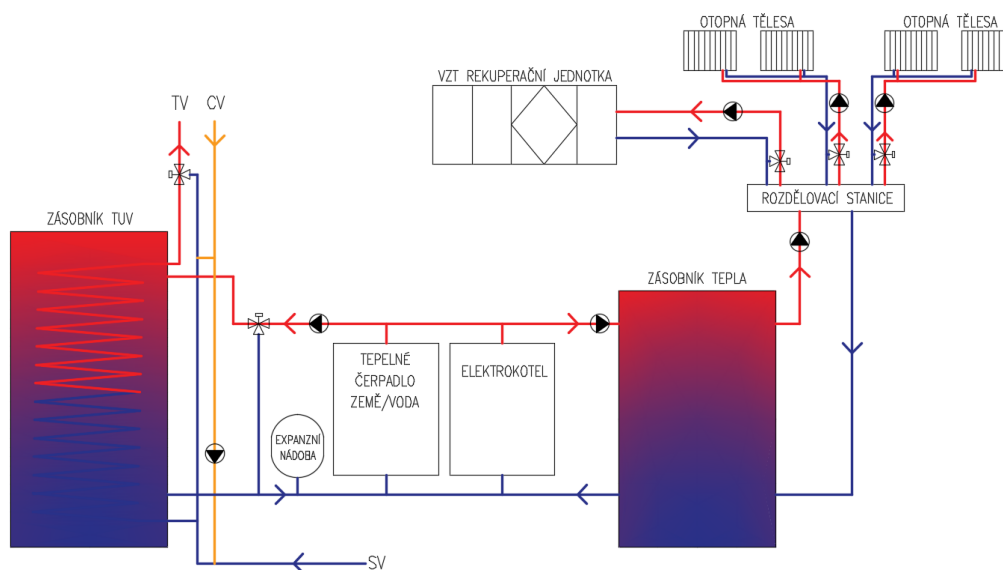 OTOPNÁ TĚLESA
OTOPNÁ TĚLESA
VZT REKUPERAČNÍ JEDNOTKA
TV
CV
ROZDĚLOVACÍ STANICE
ZÁSOBNÍK TUV
ZÁSOBNÍK TEPLA
TEPELNÉ
ČERPADLO
ZEMĚ/VODA
ELEKTROKOTEL
EXPANZNÍ
NÁDOBA
SV